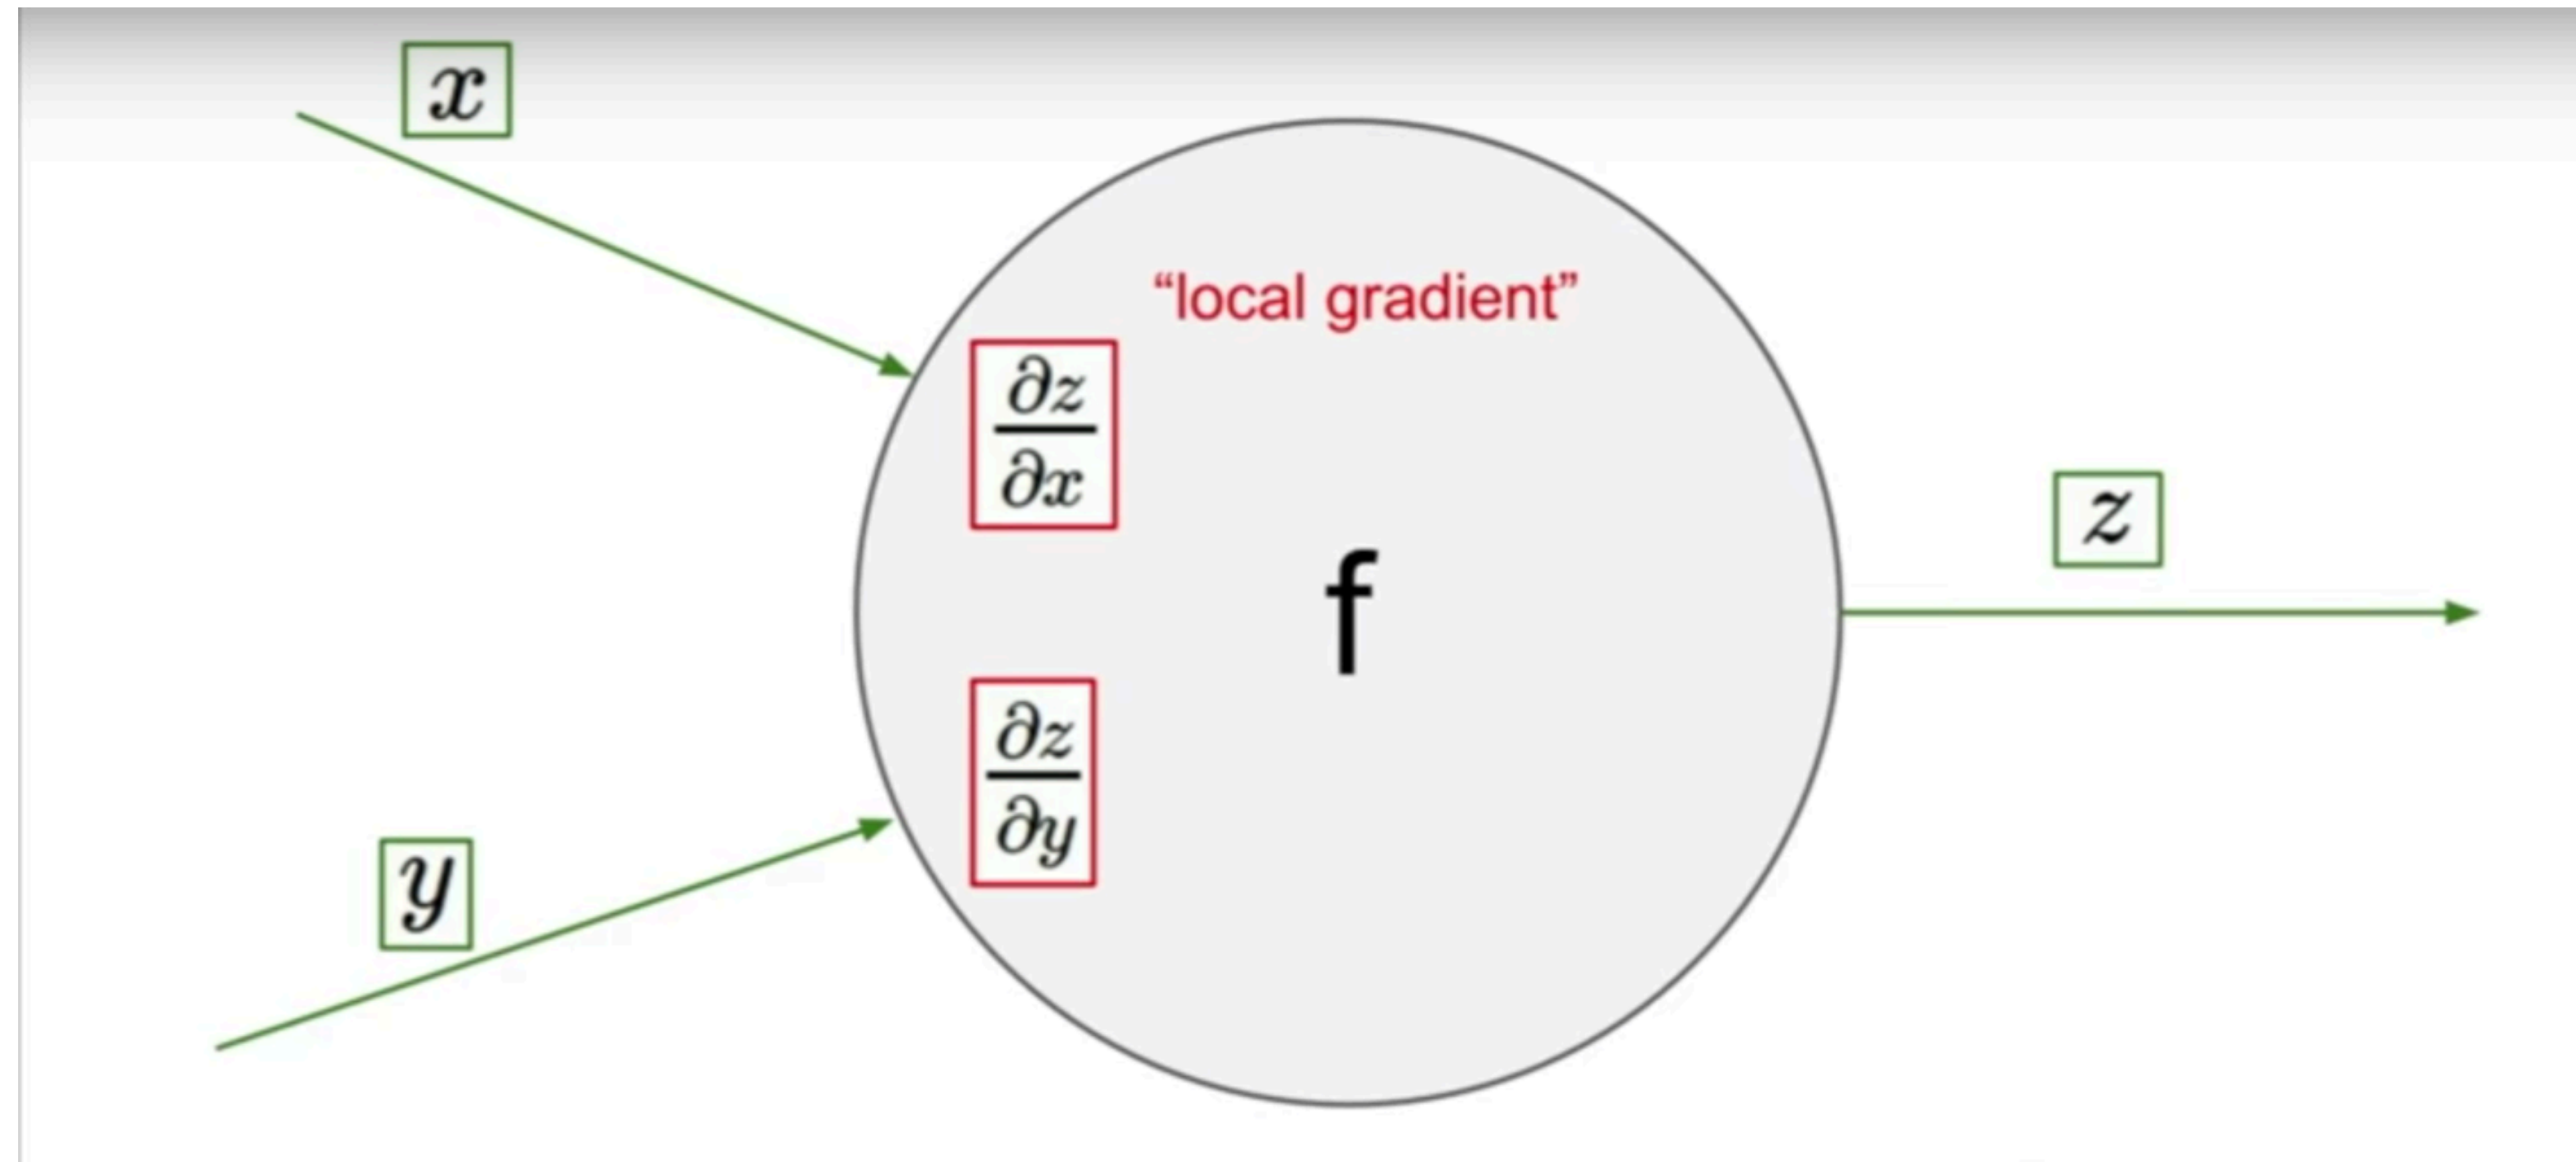 x
“local gradient”
∂z/∂x
f
z
∂z/∂y
y